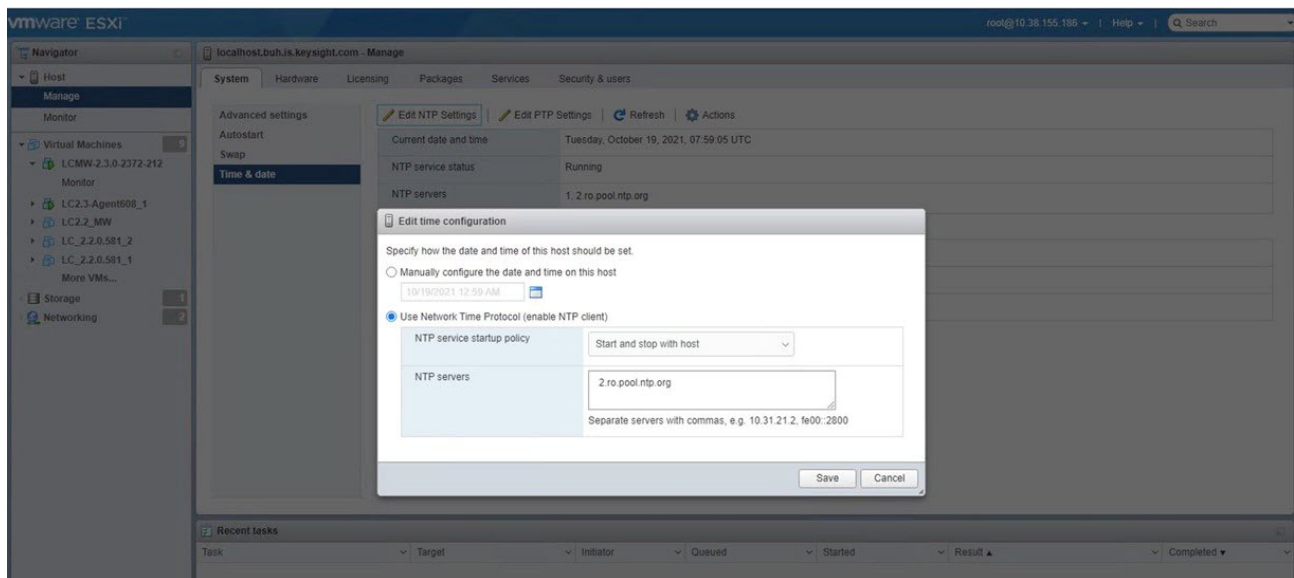 vmware ESXi
root@10.38.155.186 | Help | Search
Navigator
Host
Manage
Monitor
Virtual Machines 9
LCMW-2.3.0-2372-212
Monitor
LC2.3-Agent608_1
LC2.2_MW
LC_2.2.0.581_2
LC_2.2.0.581_1
More VMs...
Storage 1
Networking 2
localhost.buh.is.keysight.com - Manage
System Hardware Licensing Packages Services Security & users
Advanced settings
Autostart
Swap
Time & date
Edit NTP Settings | Edit PTP Settings | Refresh | Actions
Current date and time Tuesday, October 19, 2021, 07:59:05 UTC
NTP service status Running
NTP servers 1. 2.ro.pool.ntp.org
Edit time configuration
Specify how the date and time of this host should be set.
Manually configure the date and time on this host
10/19/2021 12:59 AM
Use Network Time Protocol (enable NTP client)
NTP service startup policy Start and stop with host
NTP servers 2.ro.pool.ntp.org
Separate servers with commas, e.g. 10.31.21.2, fe00::2800
Save Cancel
Recent tasks
Task Target Initiator Queued Started Result Completed